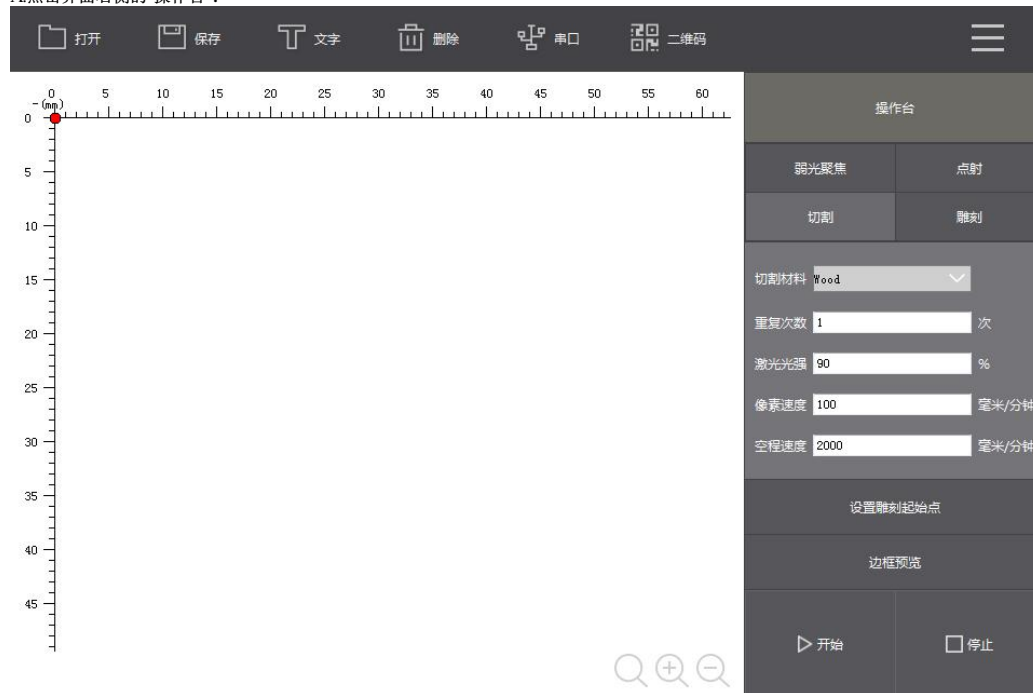 打开 保存 文字 删除 串口 二维码
0 5 10 15 20 25 30 35 40 45 50 55 60
(mm)
0
5
10
15
20
25
30
35
40
45
操作台
弱光聚焦 点射
切割 雕刻
切割材料 Wood
重复次数 1 次
激光光强 90 %
像素速度 100 毫米/分钟
空程速度 2000 毫米/分钟
设置雕刻起始点
边框预览
开始 停止